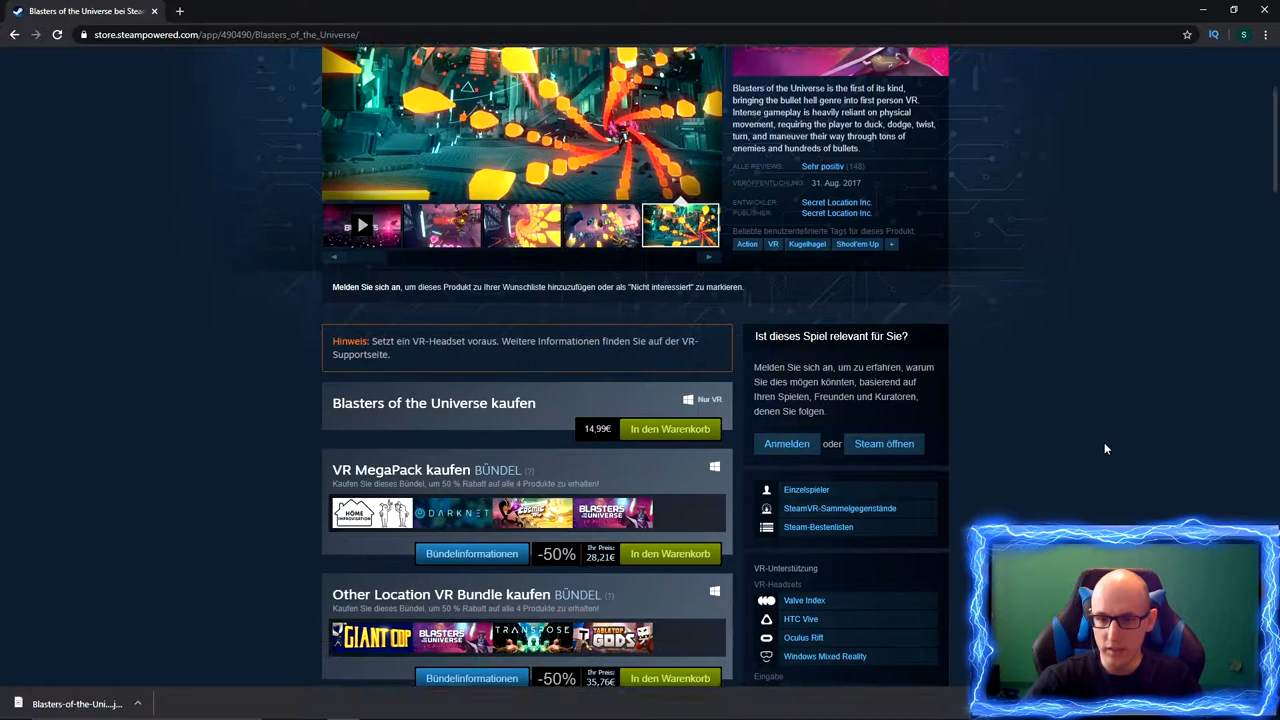 Blasters of the Universe bei Steam
store.steampowered.com/app/490490/Blasters_of_the_Universe/
S
Blasters of the Universe is the first of its kind,
bringing the bullet hell genre into first person VR.
Intense gameplay is heavily reliant on physical
movement, requiring the player to duck, dodge, twist,
turn, and maneuver their way through tons of
enemies and hundreds of bullets.
ALLE REVIEWS: Sehr positiv (148)
VERÖFFENTLICHUNG: 31. Aug. 2017
ENTWICKLER: Secret Location Inc.
PUBLISHER: Secret Location Inc.
Beliebte benutzerdefinierte Tags für dieses Produkt:
Action VR Kugelhagel Shoot'em Up +
Melden Sie sich an, um dieses Produkt zu Ihrer Wunschliste hinzuzufügen oder als "Nicht interessiert" zu markieren.
Hinweis: Setzt ein VR-Headset voraus. Weitere Informationen finden Sie auf der VR-
Supportseite.
Blasters of the Universe kaufen
Nur VR
14,99€ In den Warenkorb
VR MegaPack kaufen BÜNDEL (?)
Kaufen Sie dieses Bündel, um 50 % Rabatt auf alle 4 Produkte zu erhalten!
HOME IMPROVISATION DARKNET COSMIC BLASTERS OF THE UNIVERSE
Bündelinformationen -50% Ihr Preis: 28,21€ In den Warenkorb
Other Location VR Bundle kaufen BÜNDEL (?)
Kaufen Sie dieses Bündel, um 50 % Rabatt auf alle 4 Produkte zu erhalten!
GIANT COP BLASTERS OF THE UNIVERSE TRANSPOSE TABLETOP GODS
Bündelinformationen -50% Ihr Preis: 35,76€ In den Warenkorb
Ist dieses Spiel relevant für Sie?
Melden Sie sich an, um zu erfahren, warum
Sie dies mögen könnten, basierend auf
Ihren Spielen, Freunden und Kuratoren,
denen Sie folgen.
Anmelden oder Steam öffnen
Einzelspieler
SteamVR-Sammelgegenstände
Steam-Bestenlisten
VR-Unterstützung
VR-Headsets
Valve Index
HTC Vive
Oculus Rift
Windows Mixed Reality
Eingabe
Blasters-of-the-Uni....j...